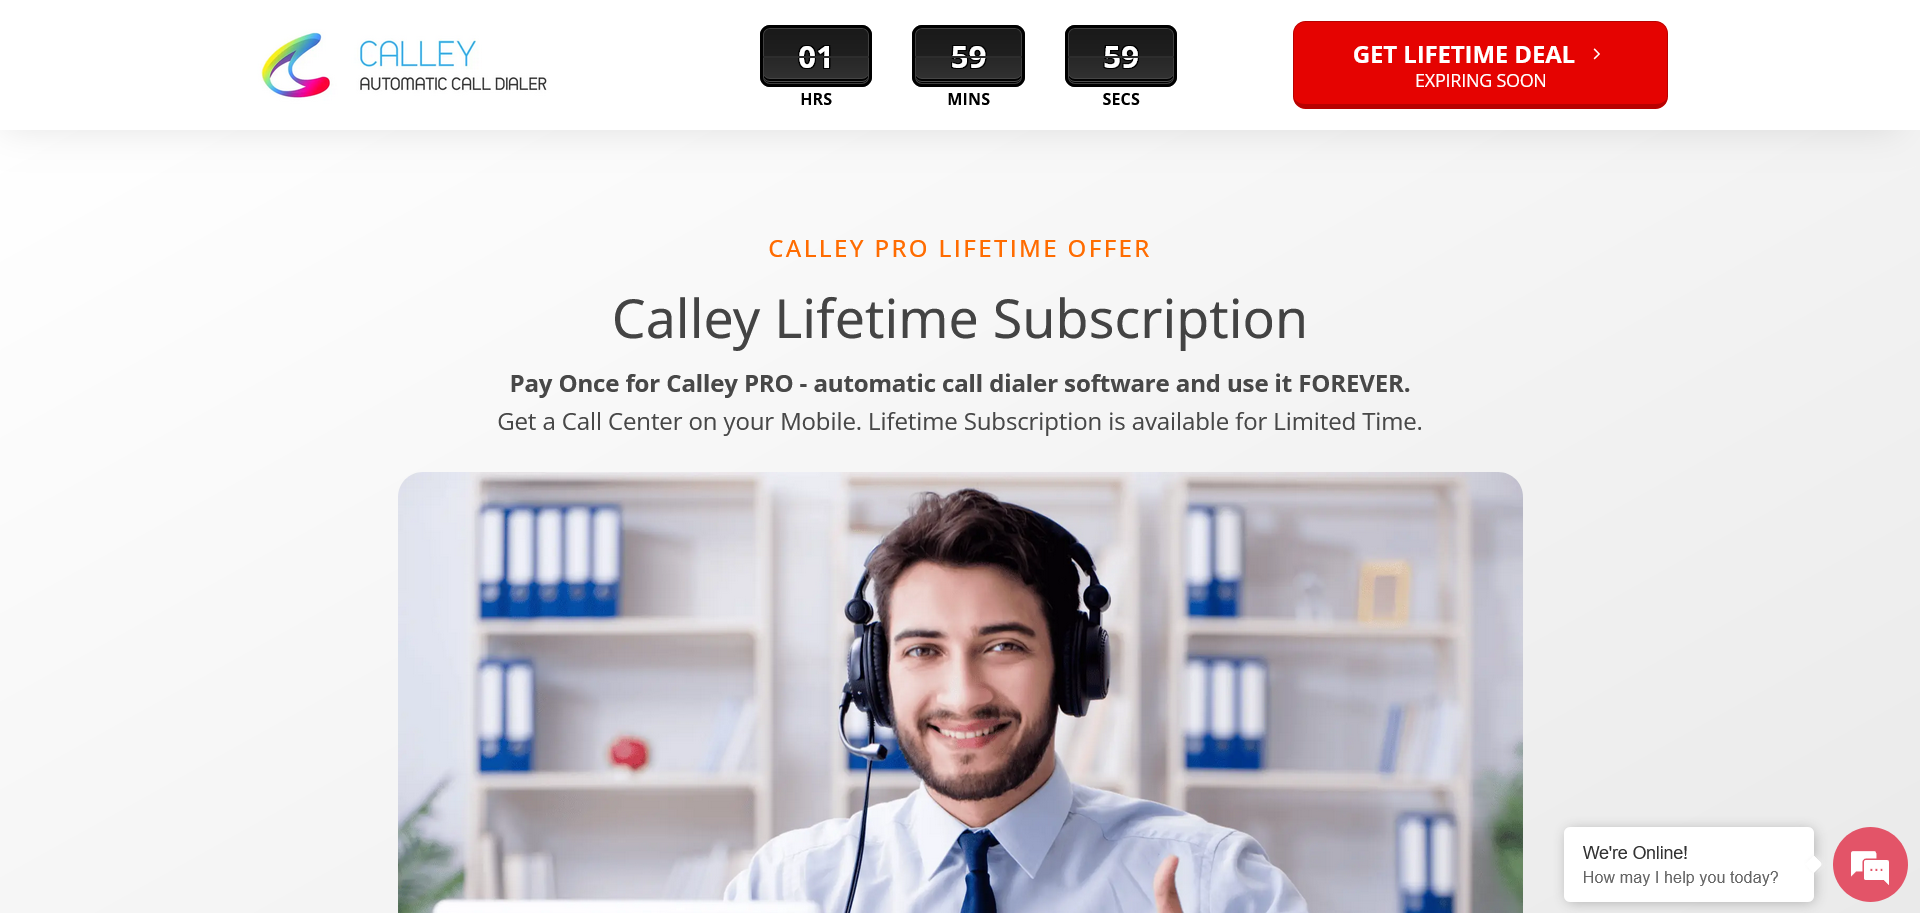 CALLEY
AUTOMATIC CALL DIALER
01
59
59
HRS
MINS
SECS
GET LIFETIME DEAL
EXPIRING SOON
CALLEY PRO LIFETIME OFFER
Calley Lifetime Subscription
Pay Once for Calley PRO - automatic call dialer software and use it FOREVER.
Get a Call Center on your Mobile. Lifetime Subscription is available for Limited Time.
We're Online!
How may I help you today?